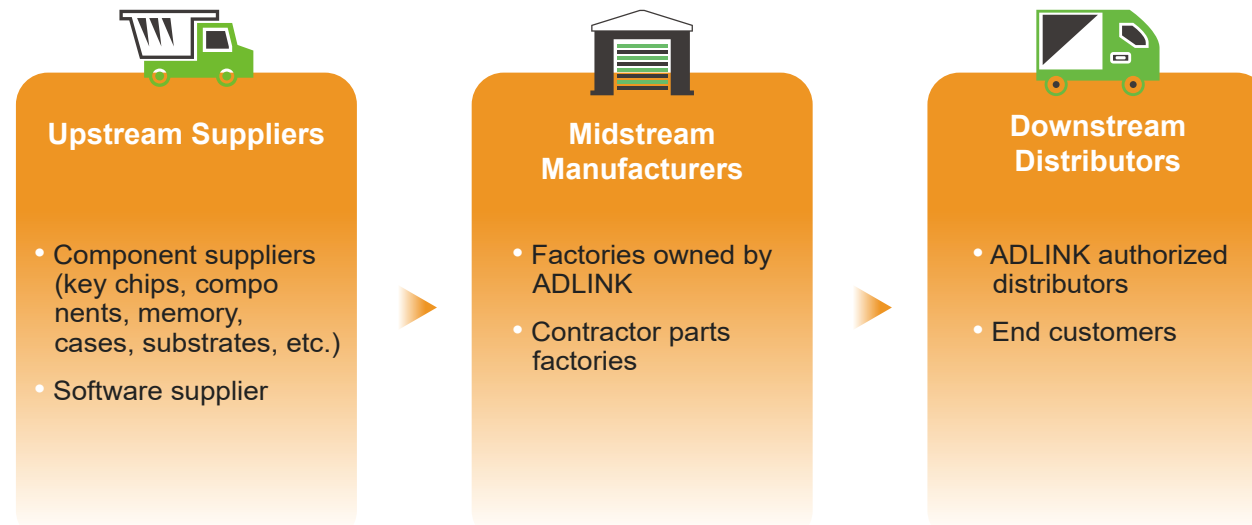 Upstream Suppliers
• Component suppliers
(key chips, compo
nents, memory,
cases, substrates, etc.)
• Software supplier
Midstream
Manufacturers
• Factories owned by
ADLINK
• Contractor parts
factories
Downstream
Distributors
• ADLINK authorized
distributors
• End customers